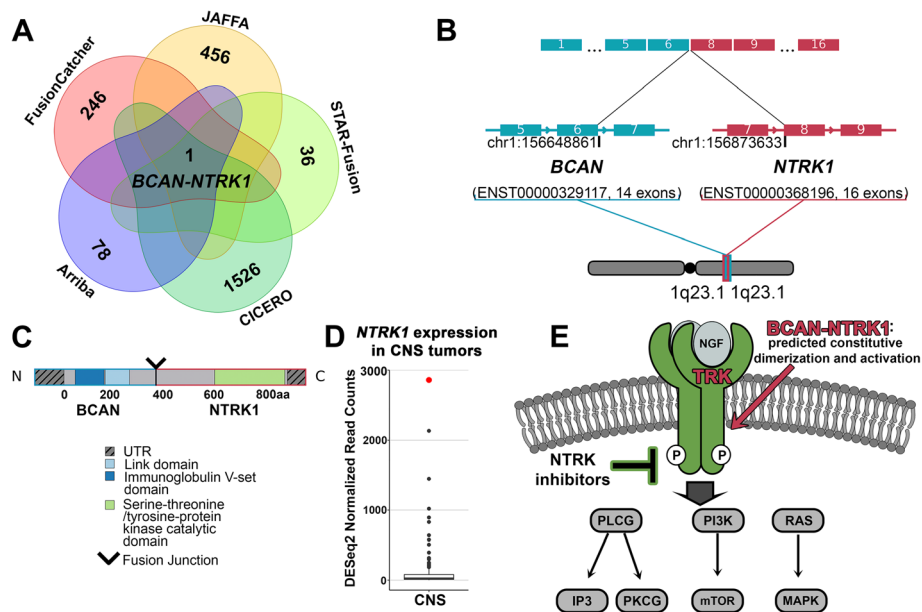 A
JAFFA
456
FusionCatcher
246
STAR-Fusion
36
1
BCAN-NTRK1
Arriba
78
CICERO
1526
B
1 ... 5 6 8 9 ... 16
5 6 7
7 8 9
chr1:156648861
chr1:156873633
BCAN
NTRK1
(ENST00000329117, 14 exons)
(ENST00000368196, 16 exons)
1q23.1 1q23.1
C
N
C
0 200 400 600 800aa
BCAN NTRK1
UTR
Link domain
Immunoglobulin V-set
domain
Serine-threonine
/tyrosine-protein
kinase catalytic
domain
Fusion Junction
D
NTRK1 expression
in CNS tumors
DESeq2 Normalized Read Counts
3000
2000
1000
0
CNS
E
NGF
TRK
BCAN-NTRK1:
predicted constitutive
dimerization and activation
P P
NTRK
inhibitors
PLCG PI3K RAS
IP3 PKCG mTOR MAPK